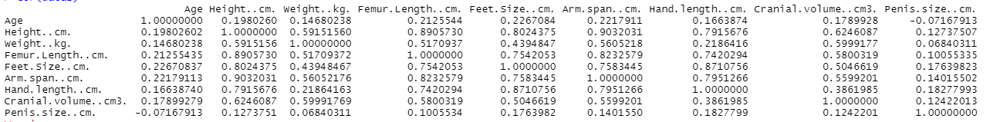 Age Height..cm. Weight..kg. Femur.Length..cm. Feet.Size..cm. Arm.span..cm. Hand.length..cm. Cranial.volume..cm3. Penis.size..cm.
Age 1.00000000 0.1980260 0.14680238 0.2125544 0.2267084 0.2217911 0.1663874 0.1789928 -0.07167913
Height..cm. 0.19802602 1.0000000 0.59151560 0.8905730 0.8024375 0.9032031 0.7915676 0.6246087 0.12737507
Weight..kg. 0.14680238 0.5915156 1.00000000 0.5170937 0.4394847 0.5605218 0.2186416 0.5999177 0.06840311
Femur.Length..cm. 0.21255435 0.8905730 0.51709372 1.0000000 0.7542053 0.8232579 0.7420294 0.5800319 0.10055335
Feet.Size..cm. 0.22670837 0.8024375 0.43948467 0.7542053 1.0000000 0.7583445 0.8710756 0.5046619 0.17639823
Arm.span..cm. 0.22179113 0.9032031 0.56052176 0.8232579 0.7583445 1.0000000 0.7951266 0.5599201 0.14015502
Hand.length..cm. 0.16638740 0.7915676 0.21864163 0.7420294 0.8710756 0.7951266 1.0000000 0.3861985 0.18277993
Cranial.volume..cm3. 0.17899279 0.6246087 0.59991769 0.5800319 0.5046619 0.5599201 0.3861985 1.0000000 0.12422013
Penis.size..cm. -0.07167913 0.1273751 0.06840311 0.1005534 0.1763982 0.1401550 0.1827799 0.1242201 1.00000000